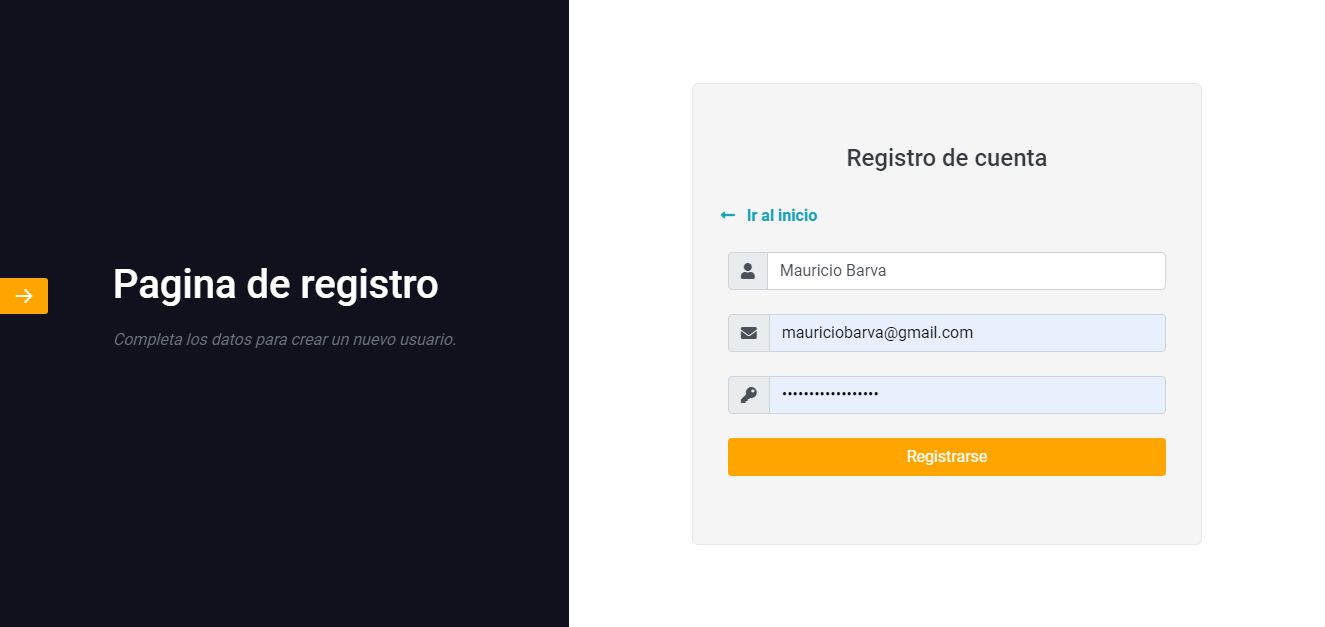 Pagina de registro
Completa los datos para crear un nuevo usuario.
Registro de cuenta
Ir al inicio
Mauricio Barva
mauriciobarva@gmail.com
••••••••••••••••••
Registrarse